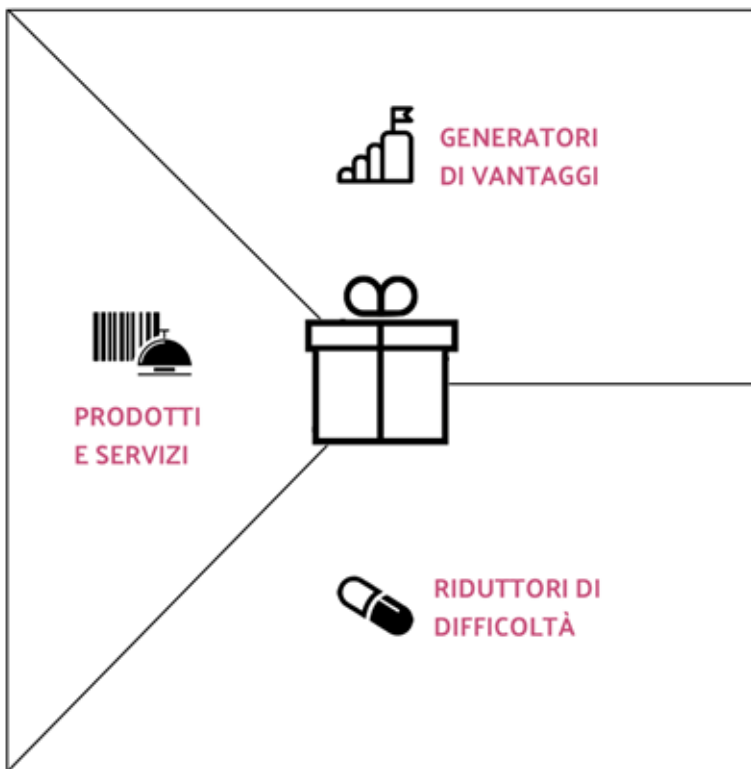 GENERATORI
DI VANTAGGI
PRODOTTI
E SERVIZI
RIDUTTORI DI
DIFFICOLTÀ